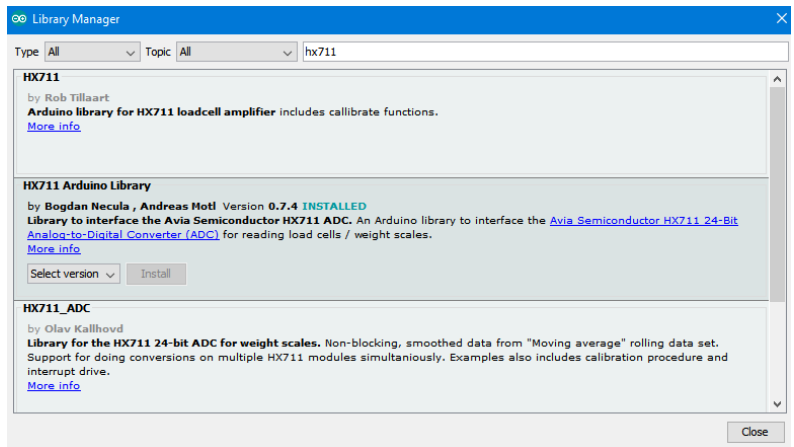 Library Manager
Type All Topic All hx711
HX711
by Rob Tillaart
Arduino library for HX711 loadcell amplifier includes callibrate functions.
More info
HX711 Arduino Library
by Bogdan Necula , Andreas Motl Version 0.7.4 INSTALLED
Library to interface the Avia Semiconductor HX711 ADC. An Arduino library to interface the Avia Semiconductor HX711 24-Bit
Analog-to-Digital Converter (ADC) for reading load cells / weight scales.
More info
Select version Install
HX711_ADC
by Olav Kallhovd
Library for the HX711 24-bit ADC for weight scales. Non-blocking, smoothed data from "Moving average" rolling data set.
Support for doing conversions on multiple HX711 modules simultaniously. Examples also includes calibration procedure and
interrupt drive.
More info
Close